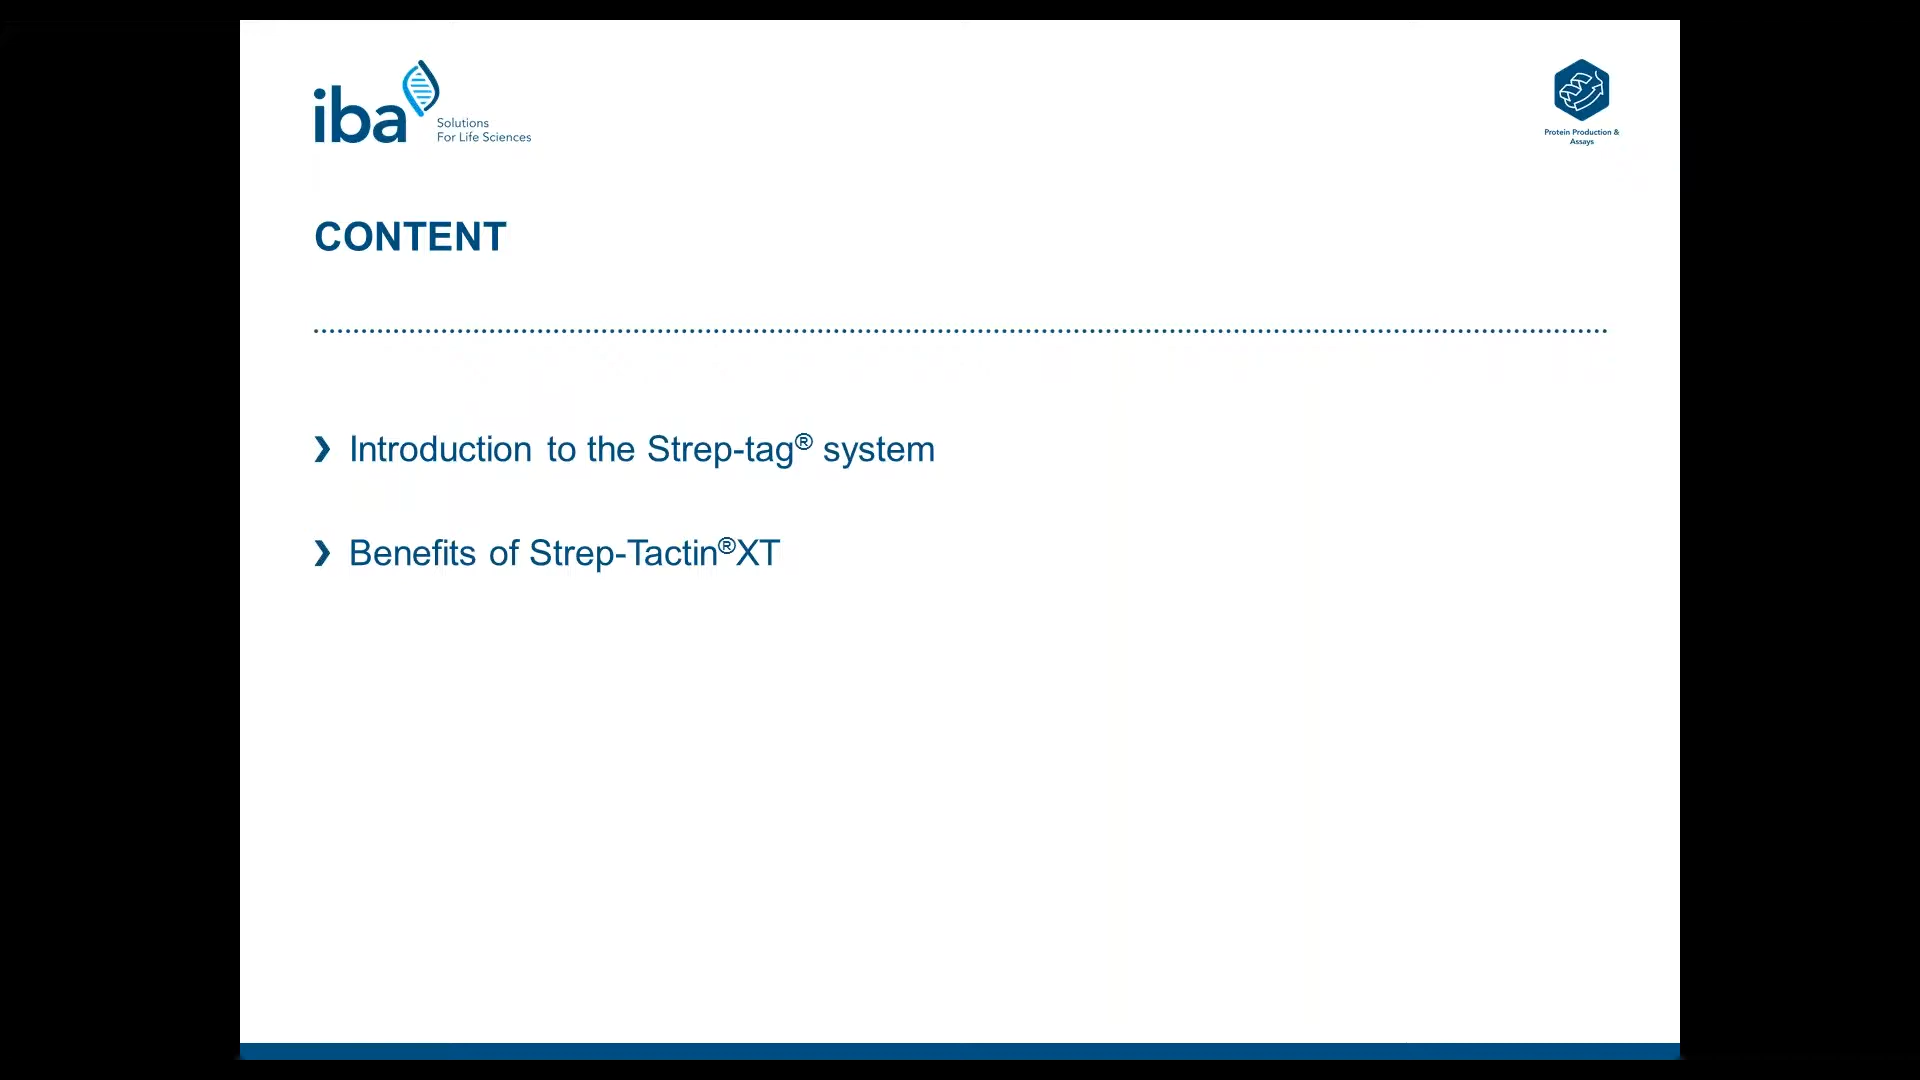 iba
Solutions
For Life Sciences
Protein Production &
Assays
CONTENT
❯ Introduction to the Strep-tag® system
❯ Benefits of Strep-Tactin®XT